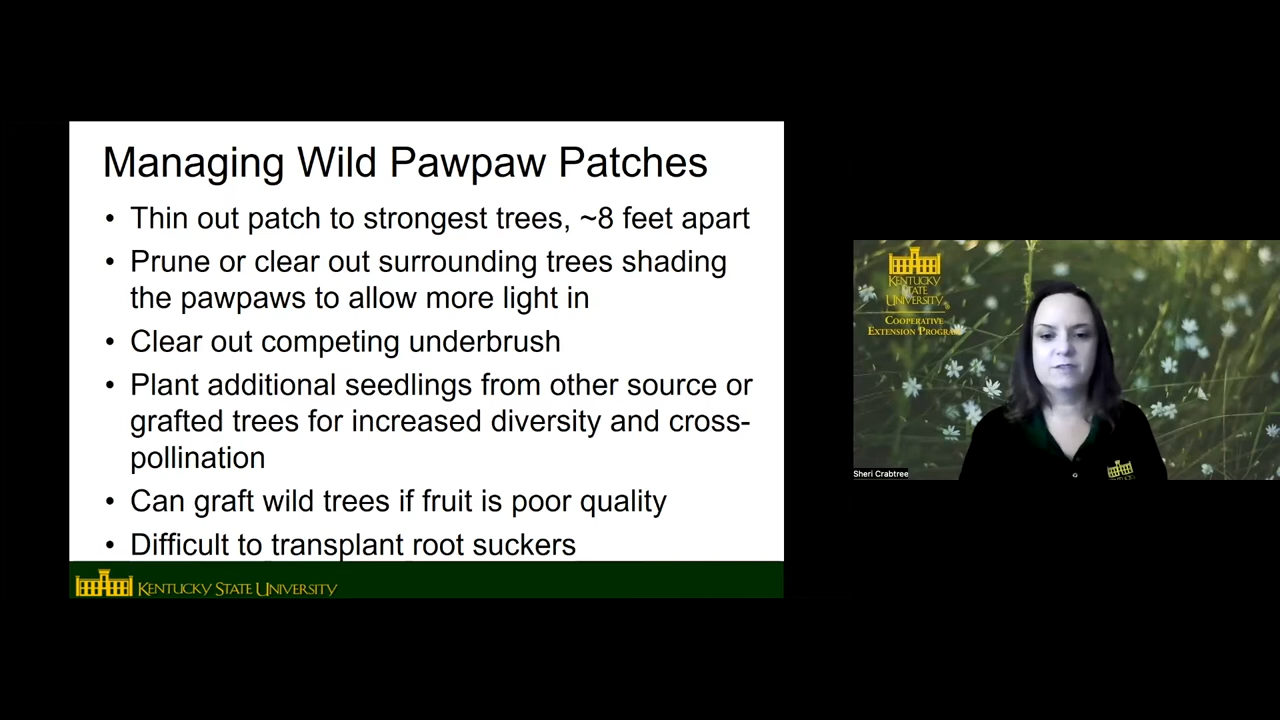 Managing Wild Pawpaw Patches
• Thin out patch to strongest trees, ~8 feet apart
• Prune or clear out surrounding trees shading
the pawpaws to allow more light in
• Clear out competing underbrush
• Plant additional seedlings from other source or
grafted trees for increased diversity and cross-
pollination
• Can graft wild trees if fruit is poor quality
• Difficult to transplant root suckers
KENTUCKY STATE UNIVERSITY
KENTUCKY
STATE
UNIVERSITY
COOPERATIVE
EXTENSION PROGRAM
Sheri Crabtree